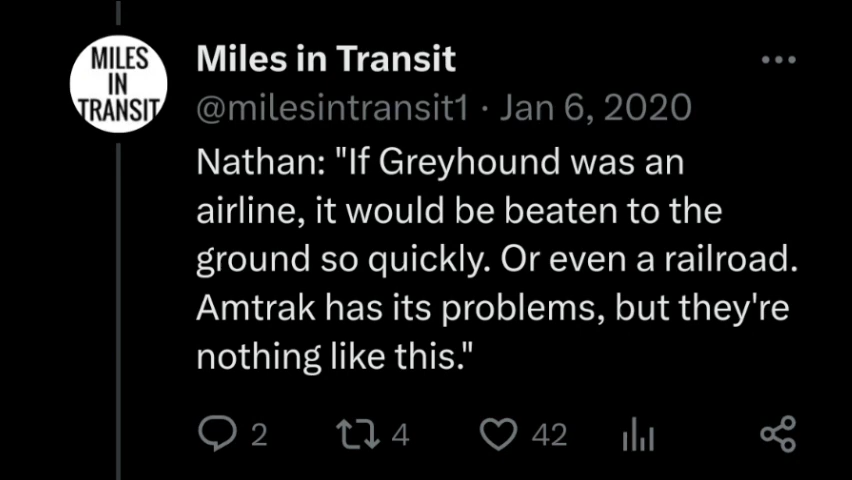 MILES
IN
TRANSIT
Miles in Transit
@milesintransit1 · Jan 6, 2020
Nathan: "If Greyhound was an
airline, it would be beaten to the
ground so quickly. Or even a railroad.
Amtrak has its problems, but they're
nothing like this."
2 4 42